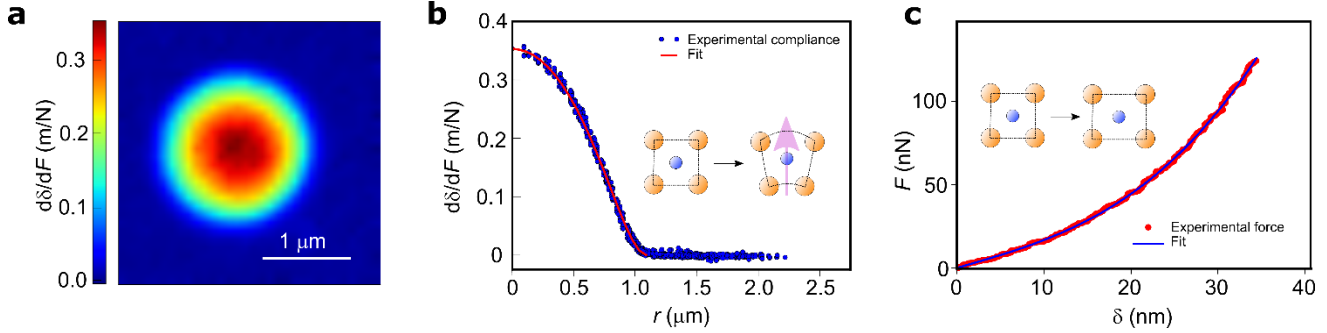 a
dδ/dF (m/N)
0.3
0.2
0.1
0.0
1 μm
b
dδ/dF (m/N)
0.4
0.3
0.2
0.1
0
Experimental compliance
Fit
0
0.5
1.0
1.5
2.0
2.5
r (μm)
c
F (nN)
100
50
0
Experimental force
Fit
0
10
20
30
40
δ (nm)